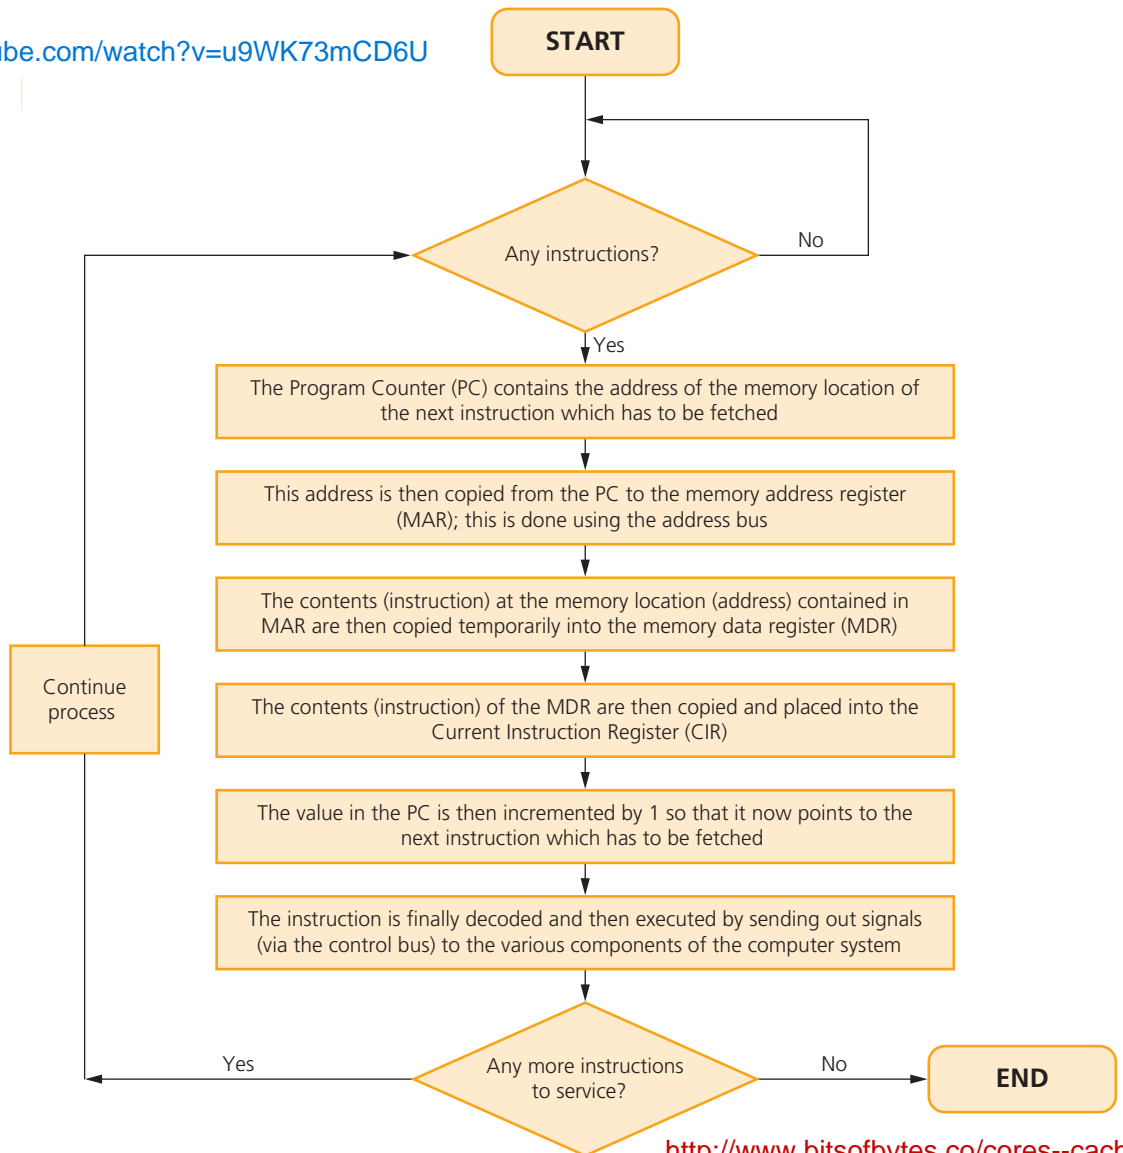 ube.com/watch?v=u9WK73mCD6U
START
Any instructions?
No
Yes
The Program Counter (PC) contains the address of the memory location of
the next instruction which has to be fetched
This address is then copied from the PC to the memory address register
(MAR); this is done using the address bus
The contents (instruction) at the memory location (address) contained in
MAR are then copied temporarily into the memory data register (MDR)
Continue
process
The contents (instruction) of the MDR are then copied and placed into the
Current Instruction Register (CIR)
The value in the PC is then incremented by 1 so that it now points to the
next instruction which has to be fetched
The instruction is finally decoded and then executed by sending out signals
(via the control bus) to the various components of the computer system
Yes
Any more instructions
to service?
No
END
http://www.bitsofbytes.co/cores--cach